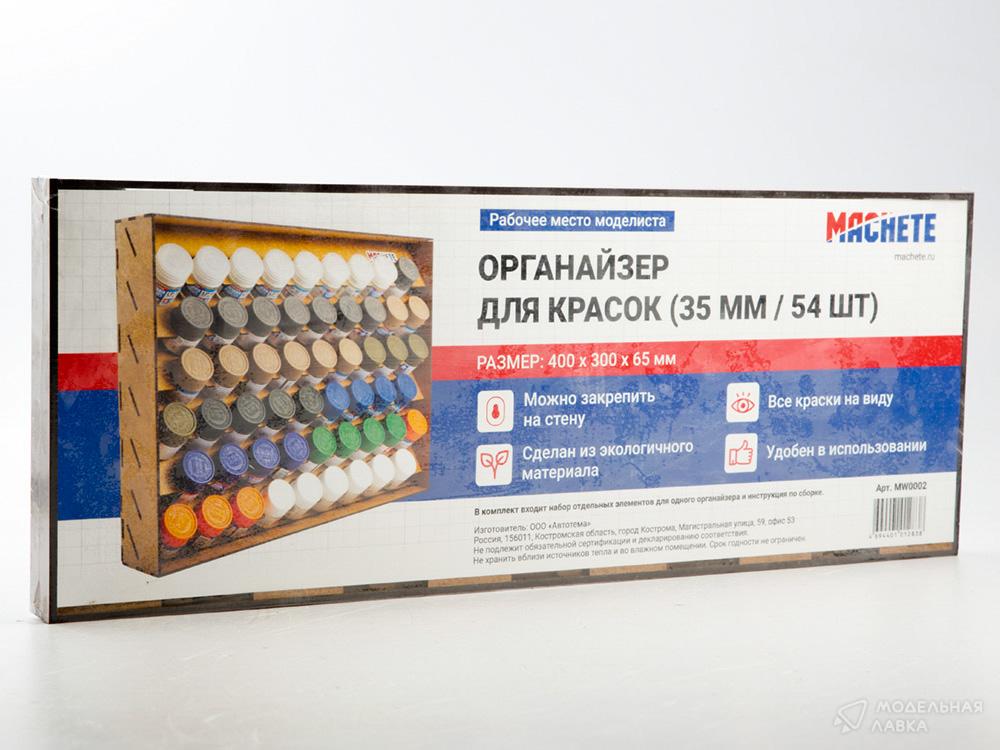 Рабочее место моделиста
MACHETE
machete.ru
ОРГАНАЙЗЕР
ДЛЯ КРАСОК (35 ММ / 54 ШТ)
РАЗМЕР: 400 x 300 x 65 мм
Можно закрепить
на стену
Все краски на виду
Сделан из экологичного
материала
Удобен в использовании
В комплект входит набор отдельных элементов для одного органайзера и инструкция по сборке.
Арт. MW0002
Изготовитель: ООО «Автотема»
Россия, 156011, Костромская область, город Кострома, Магистральная улица, 59, офис 53
Не подлежит обязательной сертификации и декларированию соответствия.
Не хранить вблизи источников тепла и во влажном помещении. Срок годности не ограничен.
МОДЕЛЬНАЯ
ЛАВКА